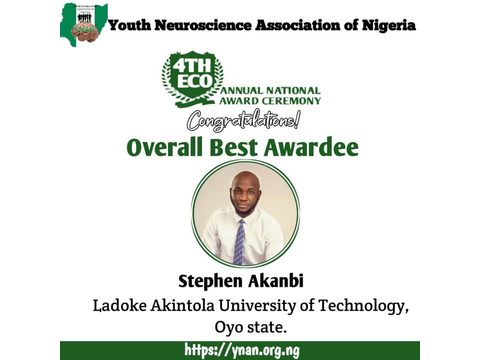 Youth Neuroscience Association of Nigeria
4TH
ECO
ANNUAL NATIONAL
AWARD CEREMONY
Congratulations!
Overall Best Awardee
Stephen Akanbi
Ladoke Akintola University of Technology,
Oyo state.
https://ynan.org.ng